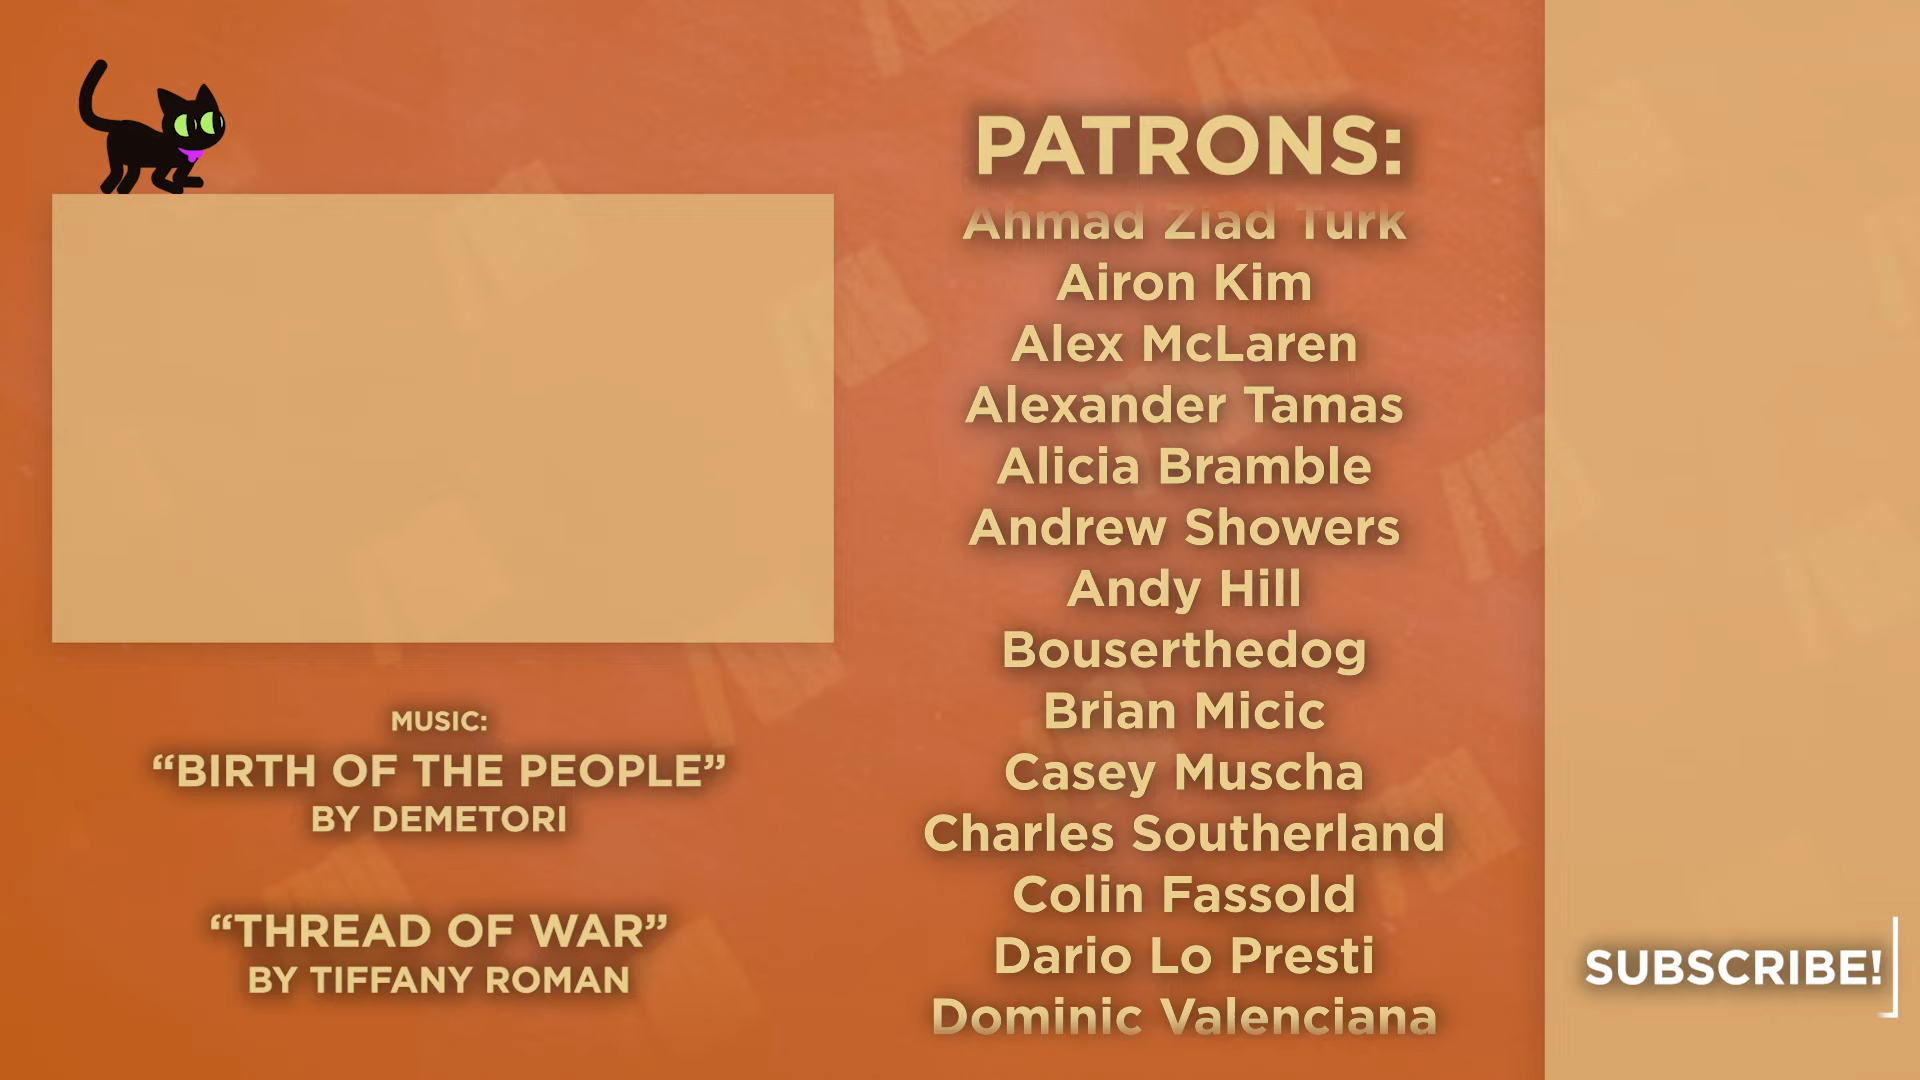 PATRONS:
Ahmad Ziad Turk
Airon Kim
Alex McLaren
Alexander Tamas
Alicia Bramble
Andrew Showers
Andy Hill
Bouserthedog
Brian Micic
Casey Muscha
Charles Southerland
Colin Fassold
Dario Lo Presti
Dominic Valenciana
MUSIC:
“BIRTH OF THE PEOPLE”
BY DEMETORI
“THREAD OF WAR”
BY TIFFANY ROMAN
SUBSCRIBE!